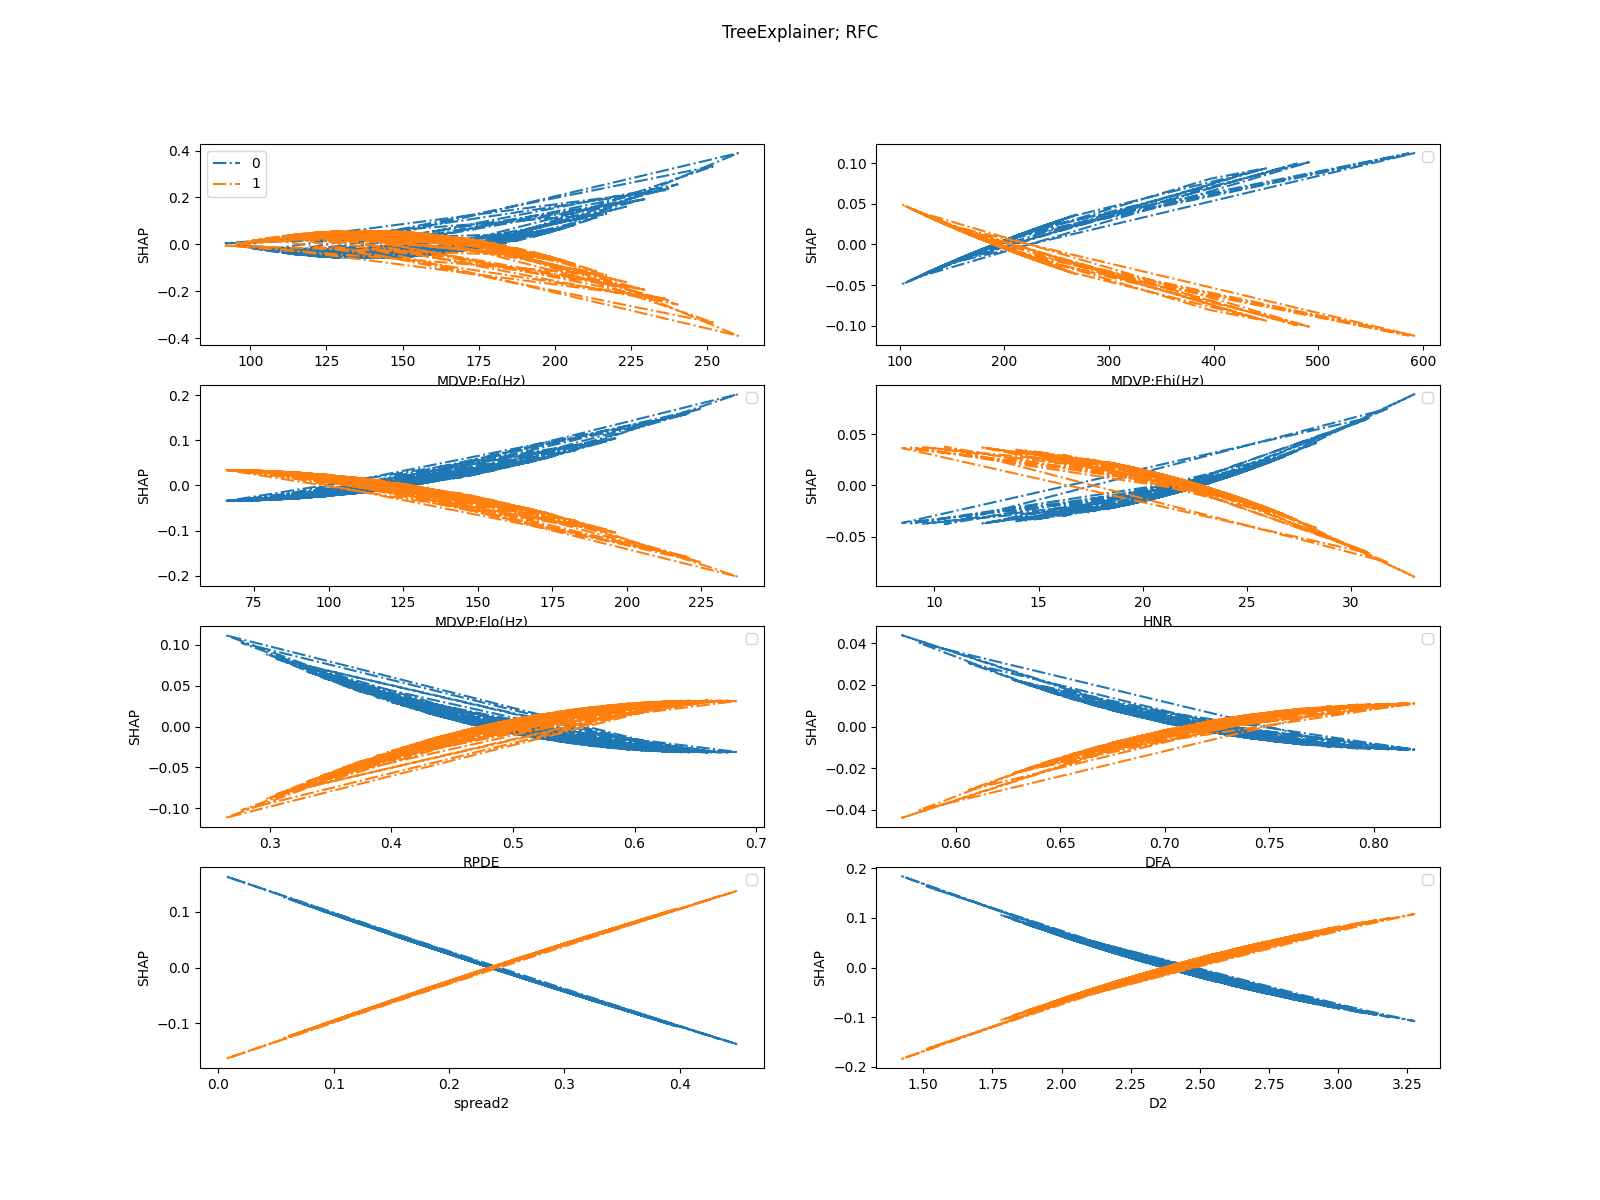 TreeExplainer; RFC
0.4
0.2
0.0
−0.2
−0.4
SHAP
0
1
100 125 150 175 200 225 250
MDVP:Fo(Hz)
0.10
0.05
0.00
−0.05
−0.10
SHAP
100 200 300 400 500 600
MDVP:Fhi(Hz)
0.2
0.1
0.0
−0.1
−0.2
SHAP
75 100 125 150 175 200 225
MDVP:Flo(Hz)
0.05
0.00
−0.05
SHAP
10 15 20 25 30
HNR
0.10
0.05
0.00
−0.05
−0.10
SHAP
0.3 0.4 0.5 0.6 0.7
RPDE
0.04
0.02
0.00
−0.02
−0.04
SHAP
0.60 0.65 0.70 0.75 0.80
DFA
0.1
0.0
−0.1
SHAP
0.0 0.1 0.2 0.3 0.4
spread2
0.2
0.1
0.0
−0.1
−0.2
SHAP
1.50 1.75 2.00 2.25 2.50 2.75 3.00 3.25
D2